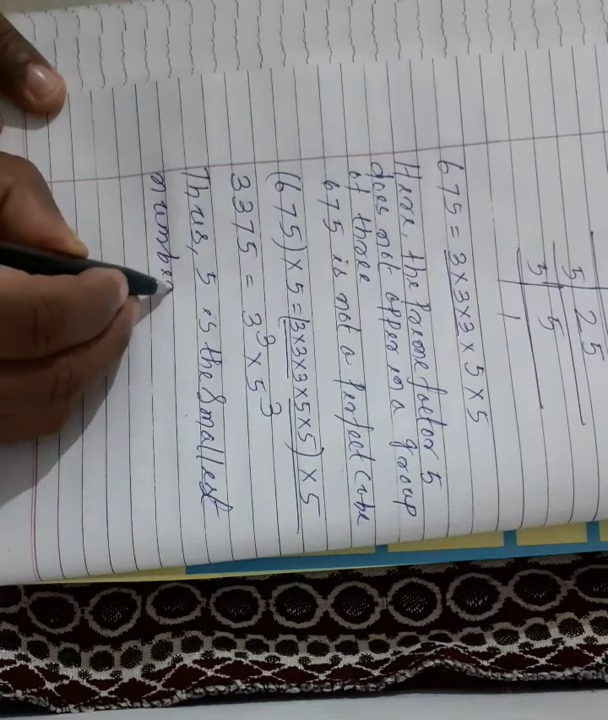 5 | 25
5 | 5
1
675 = 3×3×3×5×5
Here the Prime factor 5
does not apper in a group
of three
675 is not a Perfect cube
(675)×5 = (3×3×3×5×5)×5
3375 = 3³×5³
Thus, 5 is the Smallest
number